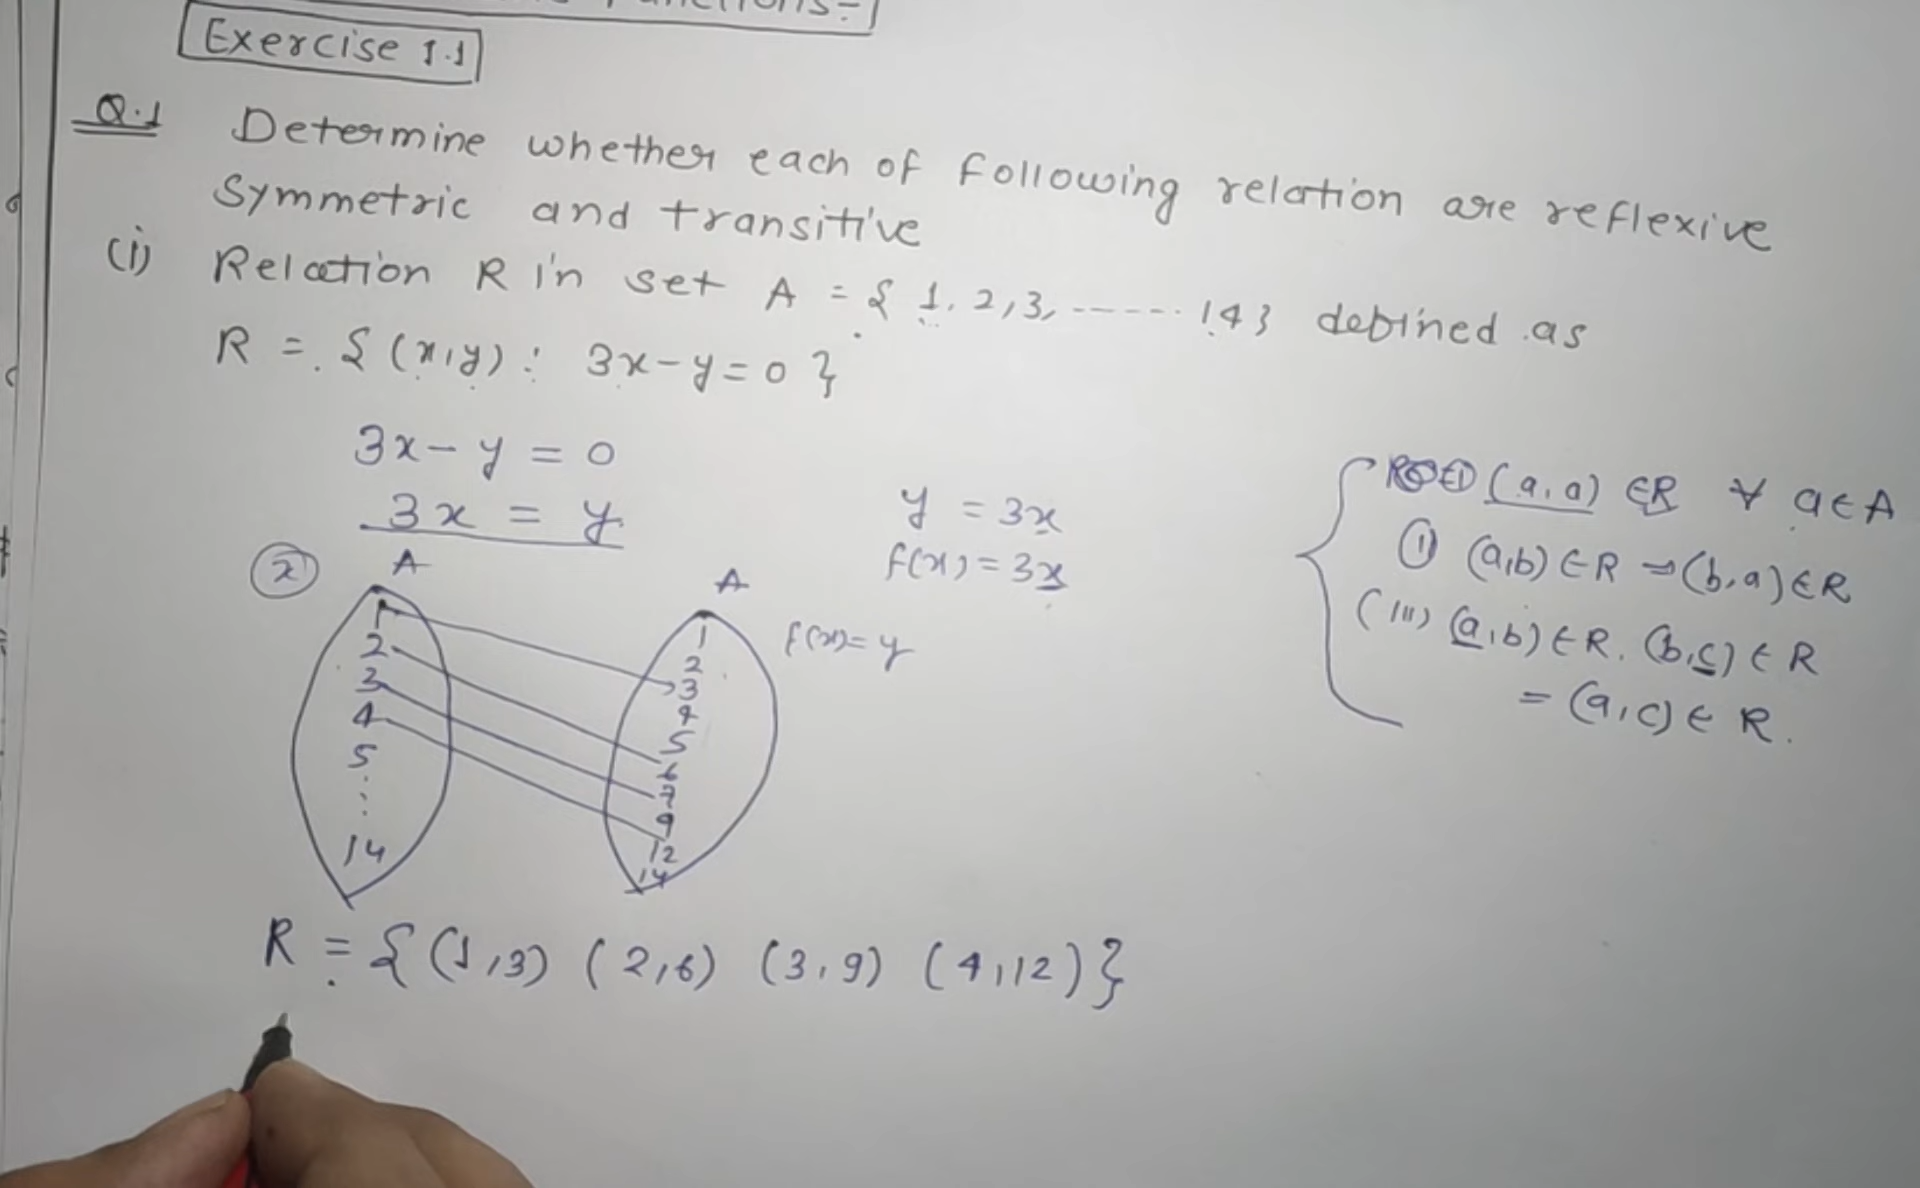 Functions:-
Exercise 1.1
Q.1 Determine whether each of following relation are reflexive
symmetric and transitive
(i) Relation R in set A = { 1, 2, 3, ------ 14 } defined as
R = { (x, y) : 3x - y = 0 }
3x - y = 0
3x = y
y = 3x
f(x) = 3x
f(x) = y
x
A
1
2
3
4
5
⋮
14
A
1
2
3
4
5
6
7
9
12
14
(a, a) ∈ R ∀ a ∈ A
(a, b) ∈ R → (b, a) ∈ R
(iii) (a, b) ∈ R. (b, c) ∈ R
= (a, c) ∈ R.
R = { (1, 3) (2, 6) (3, 9) (4, 12) }